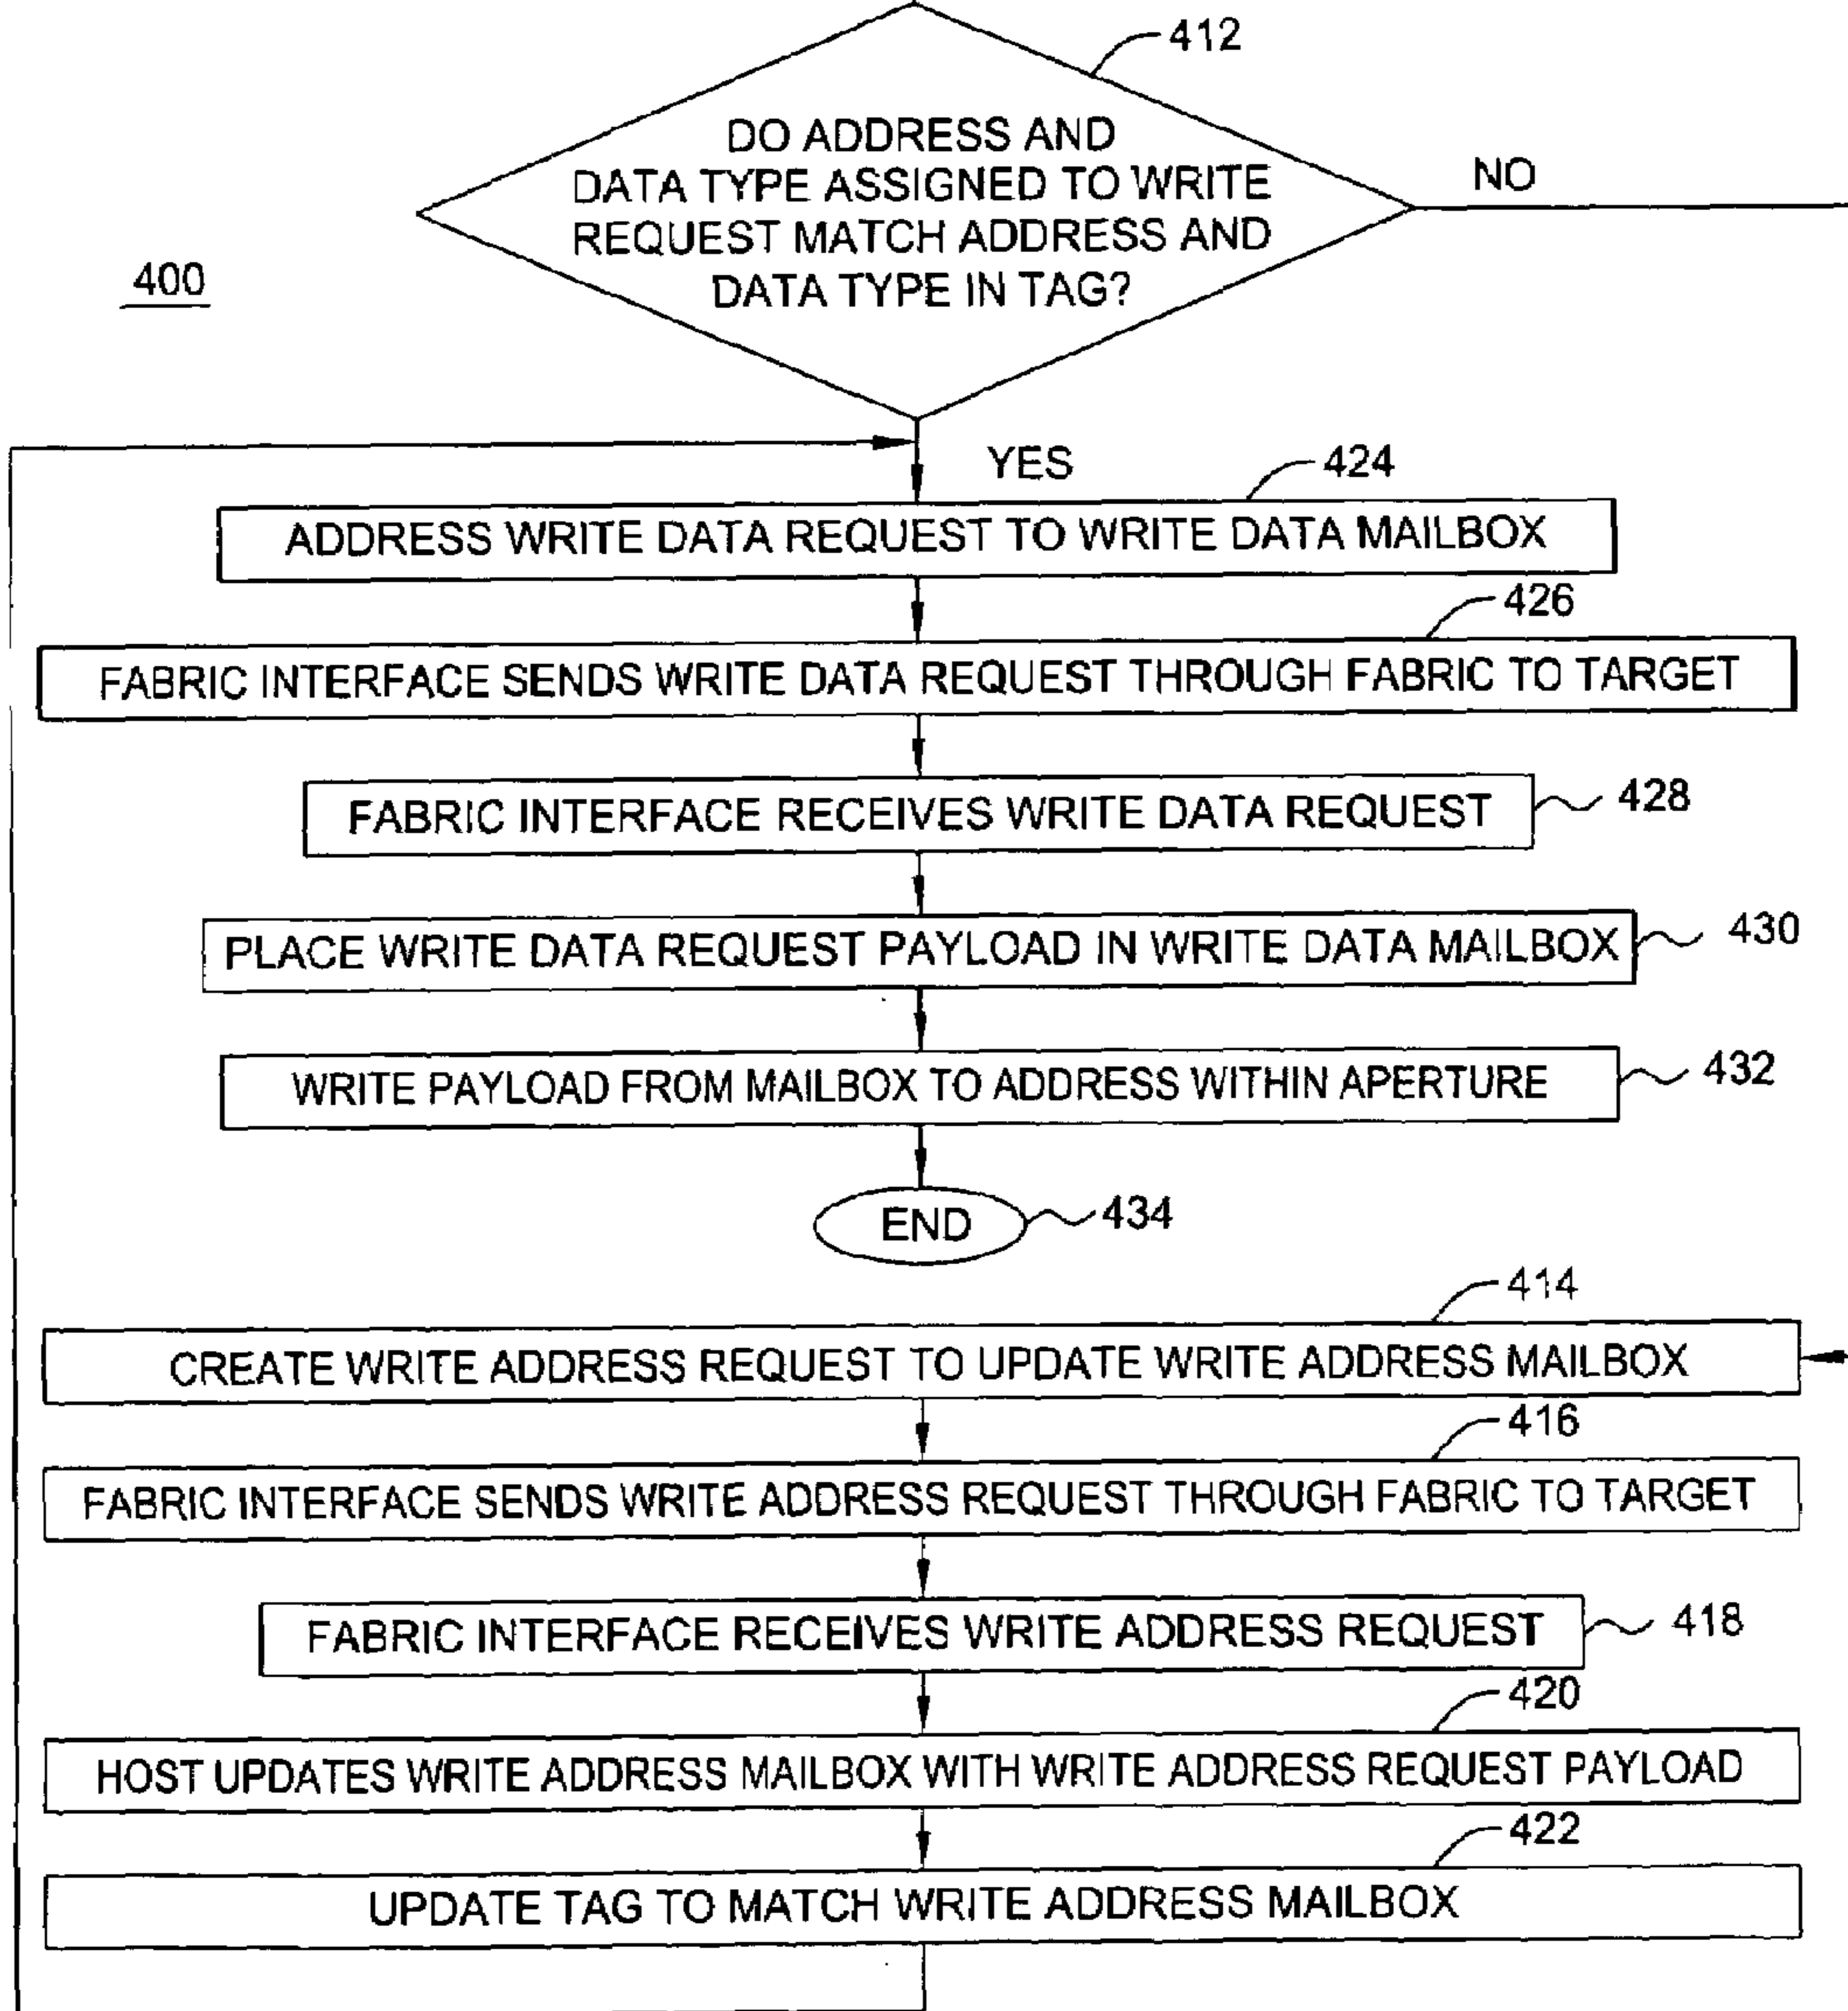 412
DO ADDRESS AND
DATA TYPE ASSIGNED TO WRITE
REQUEST MATCH ADDRESS AND
DATA TYPE IN TAG?
NO
400
YES
424
ADDRESS WRITE DATA REQUEST TO WRITE DATA MAILBOX
426
FABRIC INTERFACE SENDS WRITE DATA REQUEST THROUGH FABRIC TO TARGET
FABRIC INTERFACE RECEIVES WRITE DATA REQUEST
428
PLACE WRITE DATA REQUEST PAYLOAD IN WRITE DATA MAILBOX
430
WRITE PAYLOAD FROM MAILBOX TO ADDRESS WITHIN APERTURE
432
END
434
414
CREATE WRITE ADDRESS REQUEST TO UPDATE WRITE ADDRESS MAILBOX
416
FABRIC INTERFACE SENDS WRITE ADDRESS REQUEST THROUGH FABRIC TO TARGET
FABRIC INTERFACE RECEIVES WRITE ADDRESS REQUEST
418
420
HOST UPDATES WRITE ADDRESS MAILBOX WITH WRITE ADDRESS REQUEST PAYLOAD
422
UPDATE TAG TO MATCH WRITE ADDRESS MAILBOX